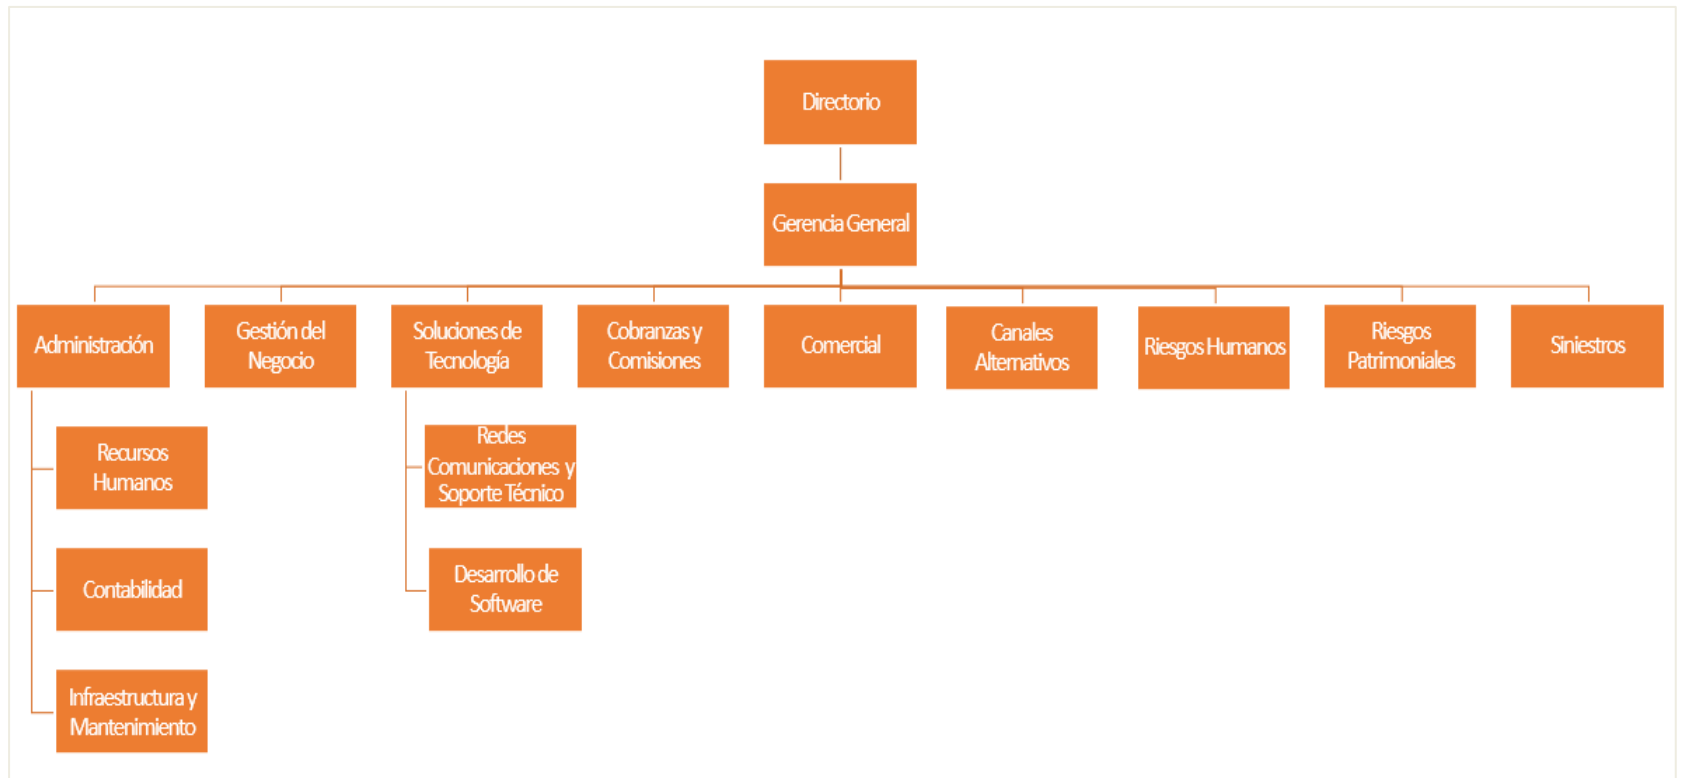 Directorio
Gerencia General
Administración
Gestión del
Negocio
Soluciones de
Tecnología
Cobranzas y
Comisiones
Comercial
Canales
Alternativos
Riesgos Humanos
Riesgos
Patrimoniales
Siniestros
Recursos
Humanos
Contabilidad
Infraestructura y
Mantenimiento
Redes
Comunicaciones y
Soporte Técnico
Desarrollo de
Software